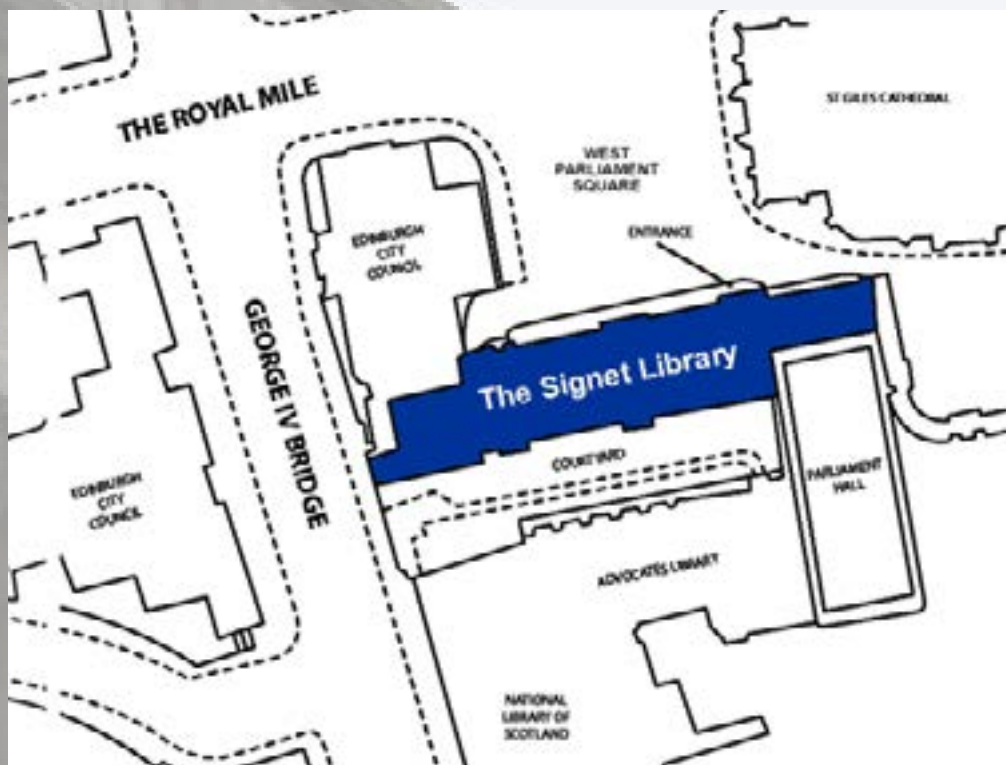 THE ROYAL MILE
ST GILES CATHEDRAL
WEST
PARLIAMENT
SQUARE
ENTRANCE
EDINBURGH
CITY
COUNCIL
GEORGE IV BRIDGE
The Signet Library
COURTYARD
PARLIAMENT
HALL
EDINBURGH
CITY
COUNCIL
ADVOCATES LIBRARY
NATIONAL
LIBRARY OF
SCOTLAND